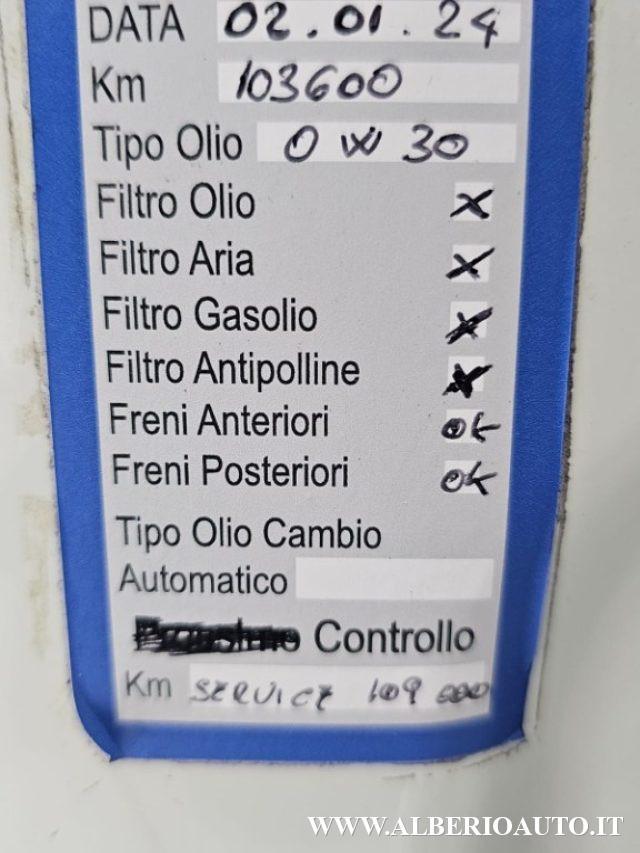 DATA 02.01.24
Km 103600
Tipo Olio 0 W 30
Filtro Olio X
Filtro Aria X
Filtro Gasolio X
Filtro Antipolline X
Freni Anteriori ok
Freni Posteriori ok
Tipo Olio Cambio
Automatico
Controllo
Km SERVICE 109 000
WWW.ALBERIOAUTO.IT